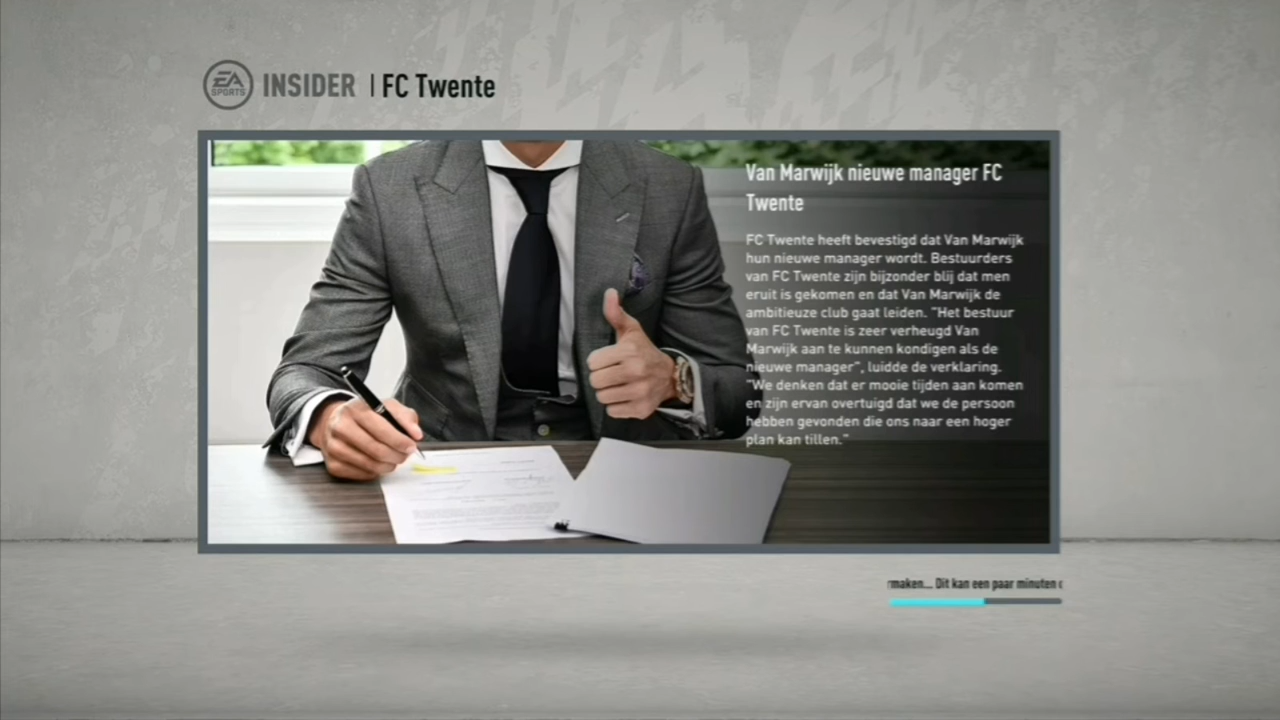 EA SPORTS INSIDER | FC Twente
Van Marwijk nieuwe manager FC
Twente
FC Twente heeft bevestigd dat Van Marwijk
hun nieuwe manager wordt. Bestuurders
van FC Twente zijn bijzonder blij dat men
eruit is gekomen en dat Van Marwijk de
ambitieuze club gaat leiden. "Het bestuur
van FC Twente is zeer verheugd Van
Marwijk aan te kunnen kondigen als de
nieuwe manager", luidde de verklaring.
"We denken dat er mooie tijden aan komen
en zijn ervan overtuigd dat we de persoon
hebben gevonden die ons naar een hoger
plan kan tillen."
rmaken... Dit kan een paar minuten